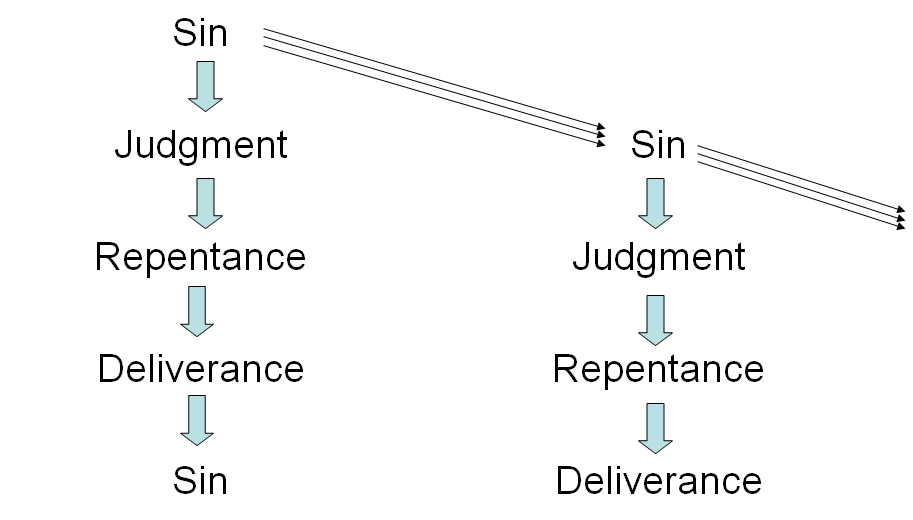 Sin
Judgment
Repentance
Deliverance
Sin
Sin
Judgment
Repentance
Deliverance